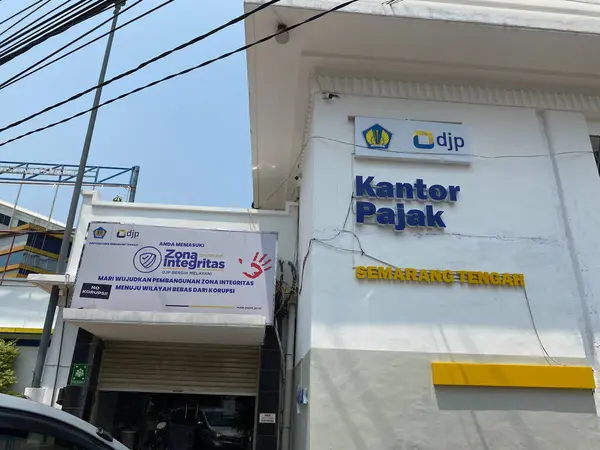 djp
Kantor
Pajak
SEMARANG TENGAH
djp
ANDA MEMASUKI
Zona
Integritas
DJP BERSIH MELAYANI
MARI WUJUDKAN PEMBANGUNAN ZONA INTEGRITAS
MENUJU WILAYAH BEBAS DARI KORUPSI
NO
KORUPSI!